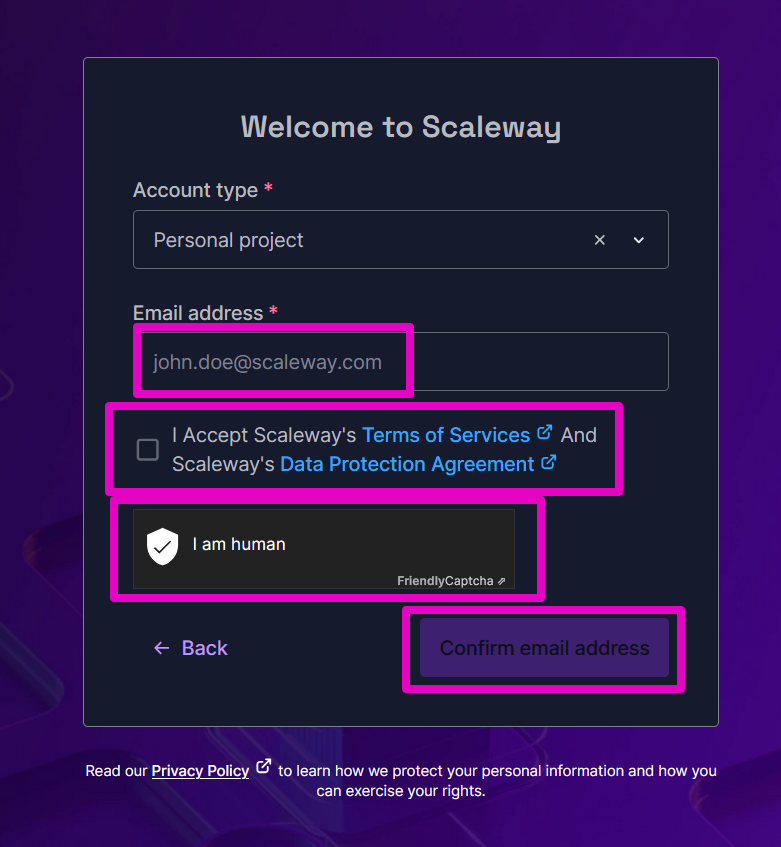 Welcome to Scaleway
Account type *
Personal project
Email address *
john.doe@scaleway.com
I Accept Scaleway's Terms of Services And
Scaleway's Data Protection Agreement
I am human
FriendlyCaptcha ⇗
← Back
Confirm email address
Read our Privacy Policy to learn how we protect your personal information and how you
can exercise your rights.